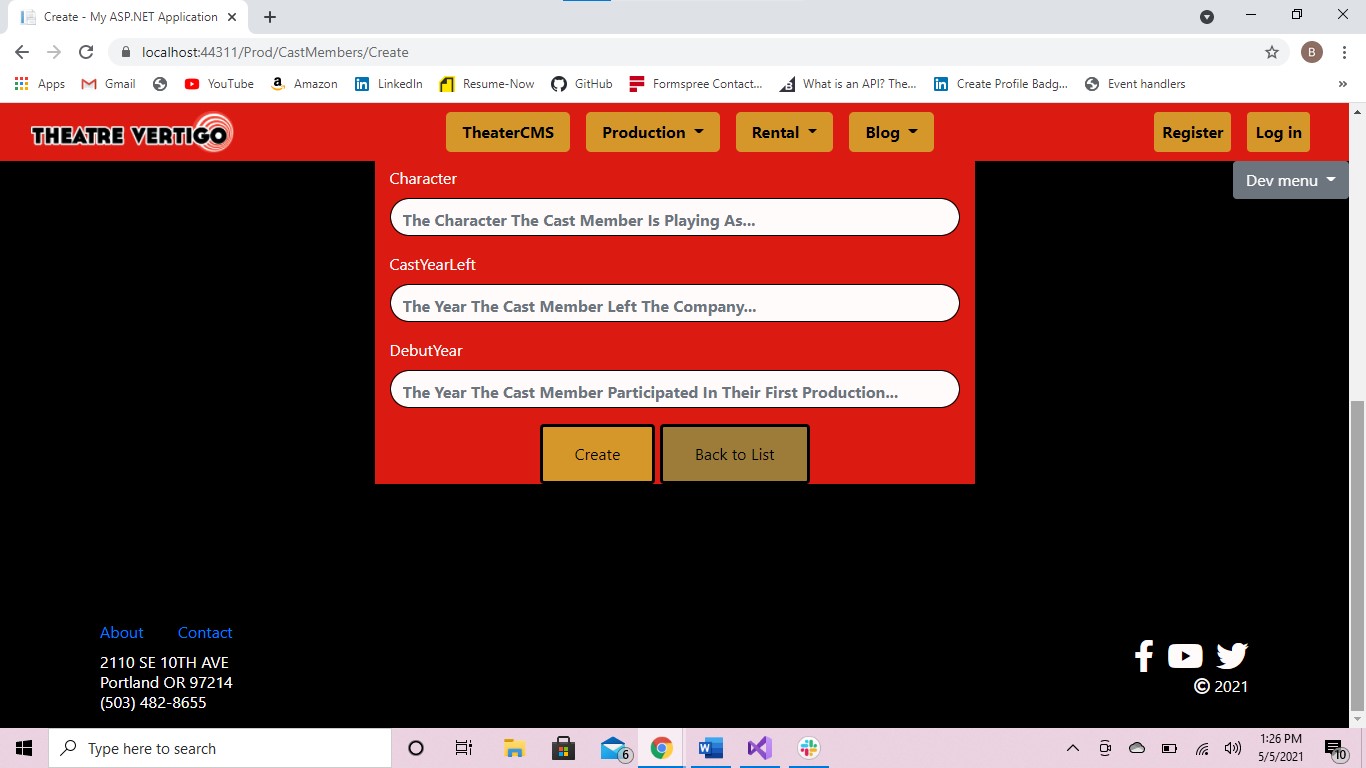 Create - My ASP.NET Application
localhost:44311/Prod/CastMembers/Create
B
Apps Gmail YouTube Amazon LinkedIn Resume-Now GitHub Formspree Contact... What is an API? The... Create Profile Badg... Event handlers »
THEATRE VERTIGO TheaterCMS Production Rental Blog Register Log in
Dev menu
Character
The Character The Cast Member Is Playing As...
CastYearLeft
The Year The Cast Member Left The Company...
DebutYear
The Year The Cast Member Participated In Their First Production...
Create Back to List
About Contact
2110 SE 10TH AVE
Portland OR 97214
(503) 482-8655
© 2021
Type here to search
6
1:26 PM
5/5/2021
10